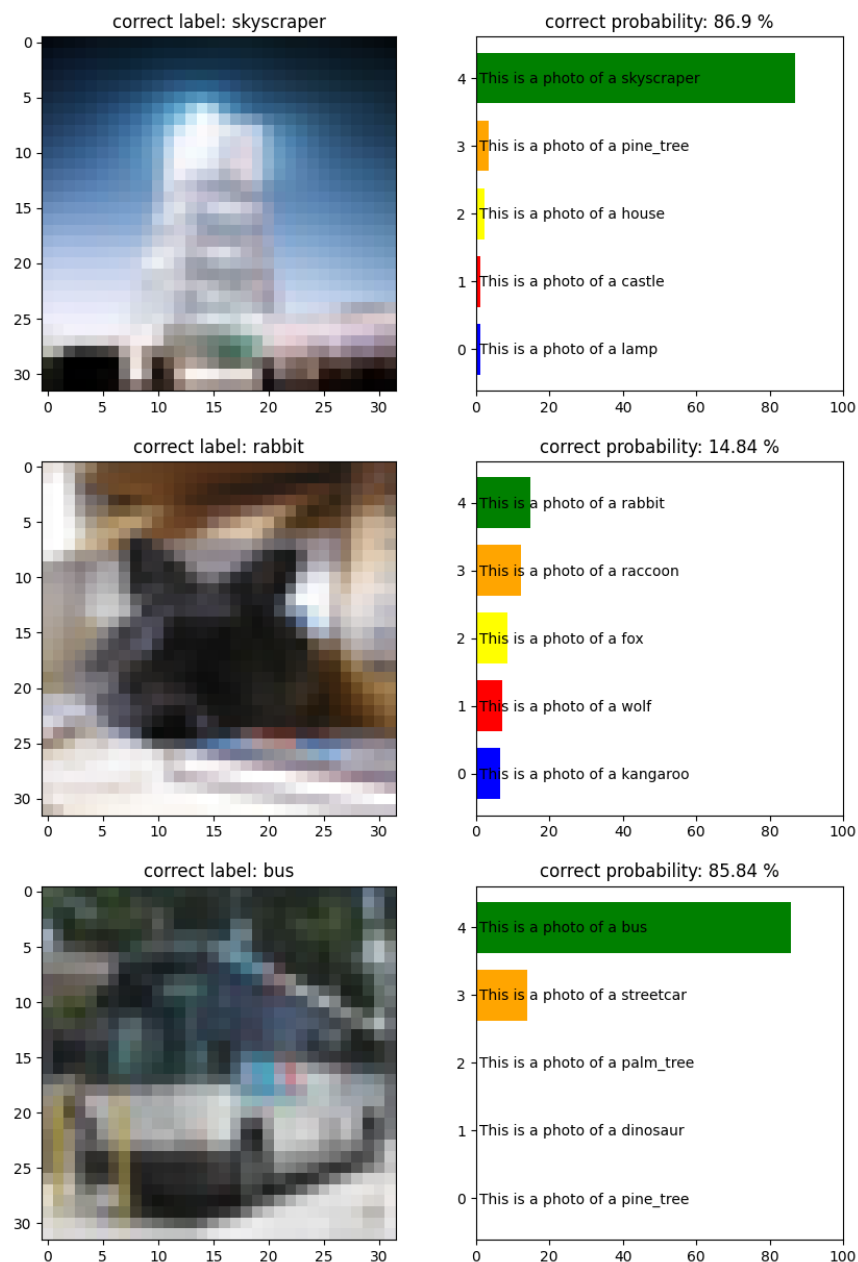 correct label: skyscraper
0
5
10
15
20
25
30
0 5 10 15 20 25 30
correct probability: 86.9 %
4 This is a photo of a skyscraper
3 This is a photo of a pine_tree
2 This is a photo of a house
1 This is a photo of a castle
0 This is a photo of a lamp
0 20 40 60 80 100
correct label: rabbit
0
5
10
15
20
25
30
0 5 10 15 20 25 30
correct probability: 14.84 %
4 This is a photo of a rabbit
3 This is a photo of a raccoon
2 This is a photo of a fox
1 This is a photo of a wolf
0 This is a photo of a kangaroo
0 20 40 60 80 100
correct label: bus
0
5
10
15
20
25
30
0 5 10 15 20 25 30
correct probability: 85.84 %
4 This is a photo of a bus
3 This is a photo of a streetcar
2 This is a photo of a palm_tree
1 This is a photo of a dinosaur
0 This is a photo of a pine_tree
0 20 40 60 80 100